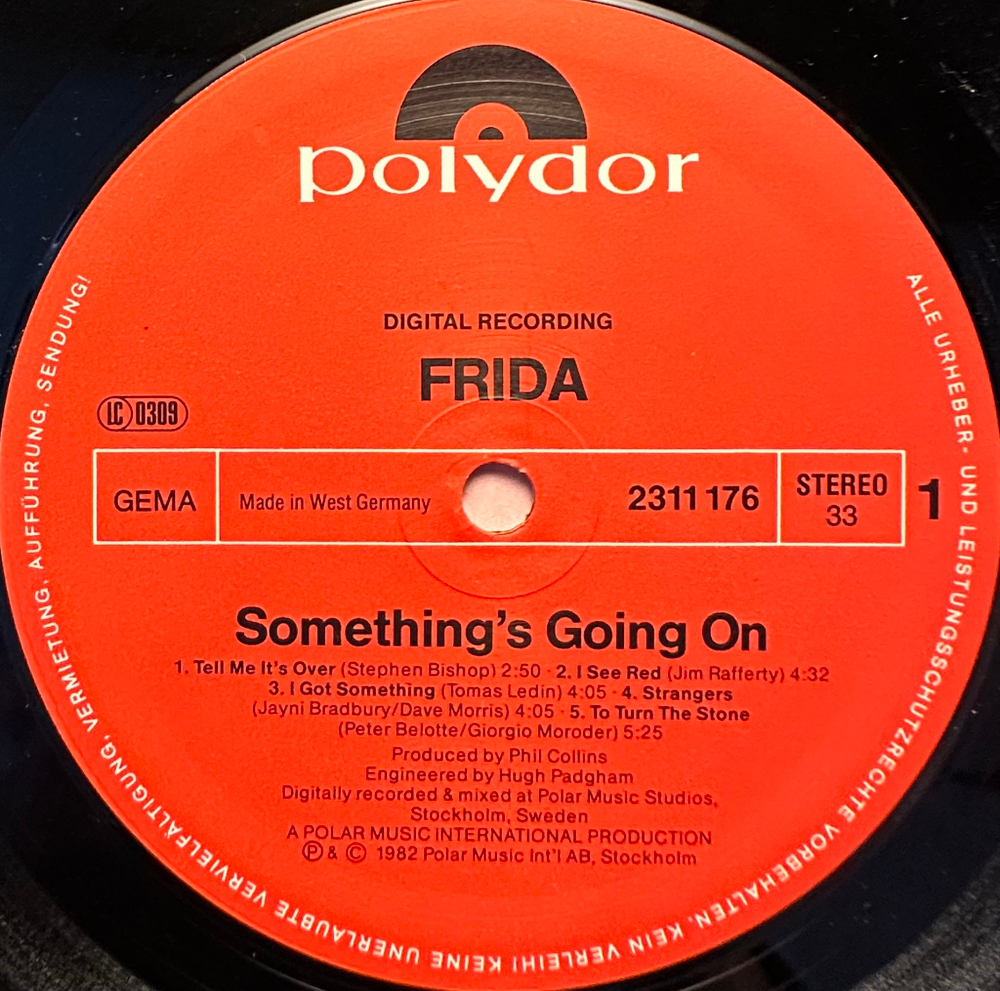 polydor
DIGITAL RECORDING
FRIDA
LC 0309
GEMA
Made in West Germany
2311 176
STEREO
33
1
Something's Going On
1. Tell Me It's Over (Stephen Bishop) 2:50 · 2. I See Red (Jim Rafferty) 4:32
3. I Got Something (Tomas Ledin) 4:05 · 4. Strangers
(Jayni Bradbury/Dave Morris) 4:05 · 5. To Turn The Stone
(Peter Belotte/Giorgio Moroder) 5:25
Produced by Phil Collins
Engineered by Hugh Padgham
Digitally recorded & mixed at Polar Music Studios,
Stockholm, Sweden
A POLAR MUSIC INTERNATIONAL PRODUCTION
Ⓟ & © 1982 Polar Music Int'l AB, Stockholm
ALLE URHEBER- UND LEISTUNGSSCHUTZRECHTE VORBEHALTEN. KEIN VERLEIH! KEINE UNERLAUBTE VERVIELFÄLTIGUNG, VERMIETUNG, AUFFÜHRUNG, SENDUNG!